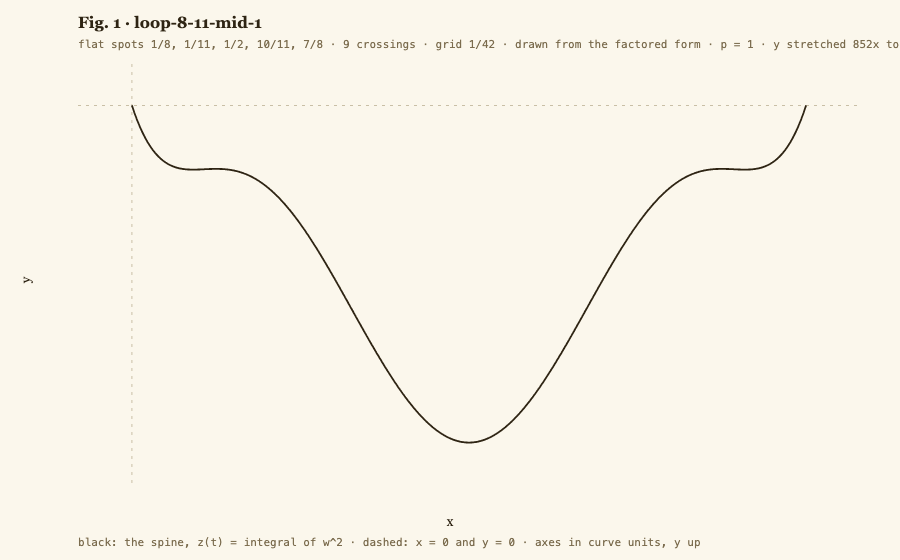 Fig. 1 · loop-8-11-mid-1
flat spots 1/8, 1/11, 1/2, 10/11, 7/8 · 9 crossings · grid 1/42 · drawn from the factored form · p = 1 · y stretched 852x to
y
x
black: the spine, z(t) = integral of w^2 · dashed: x = 0 and y = 0 · axes in curve units, y up